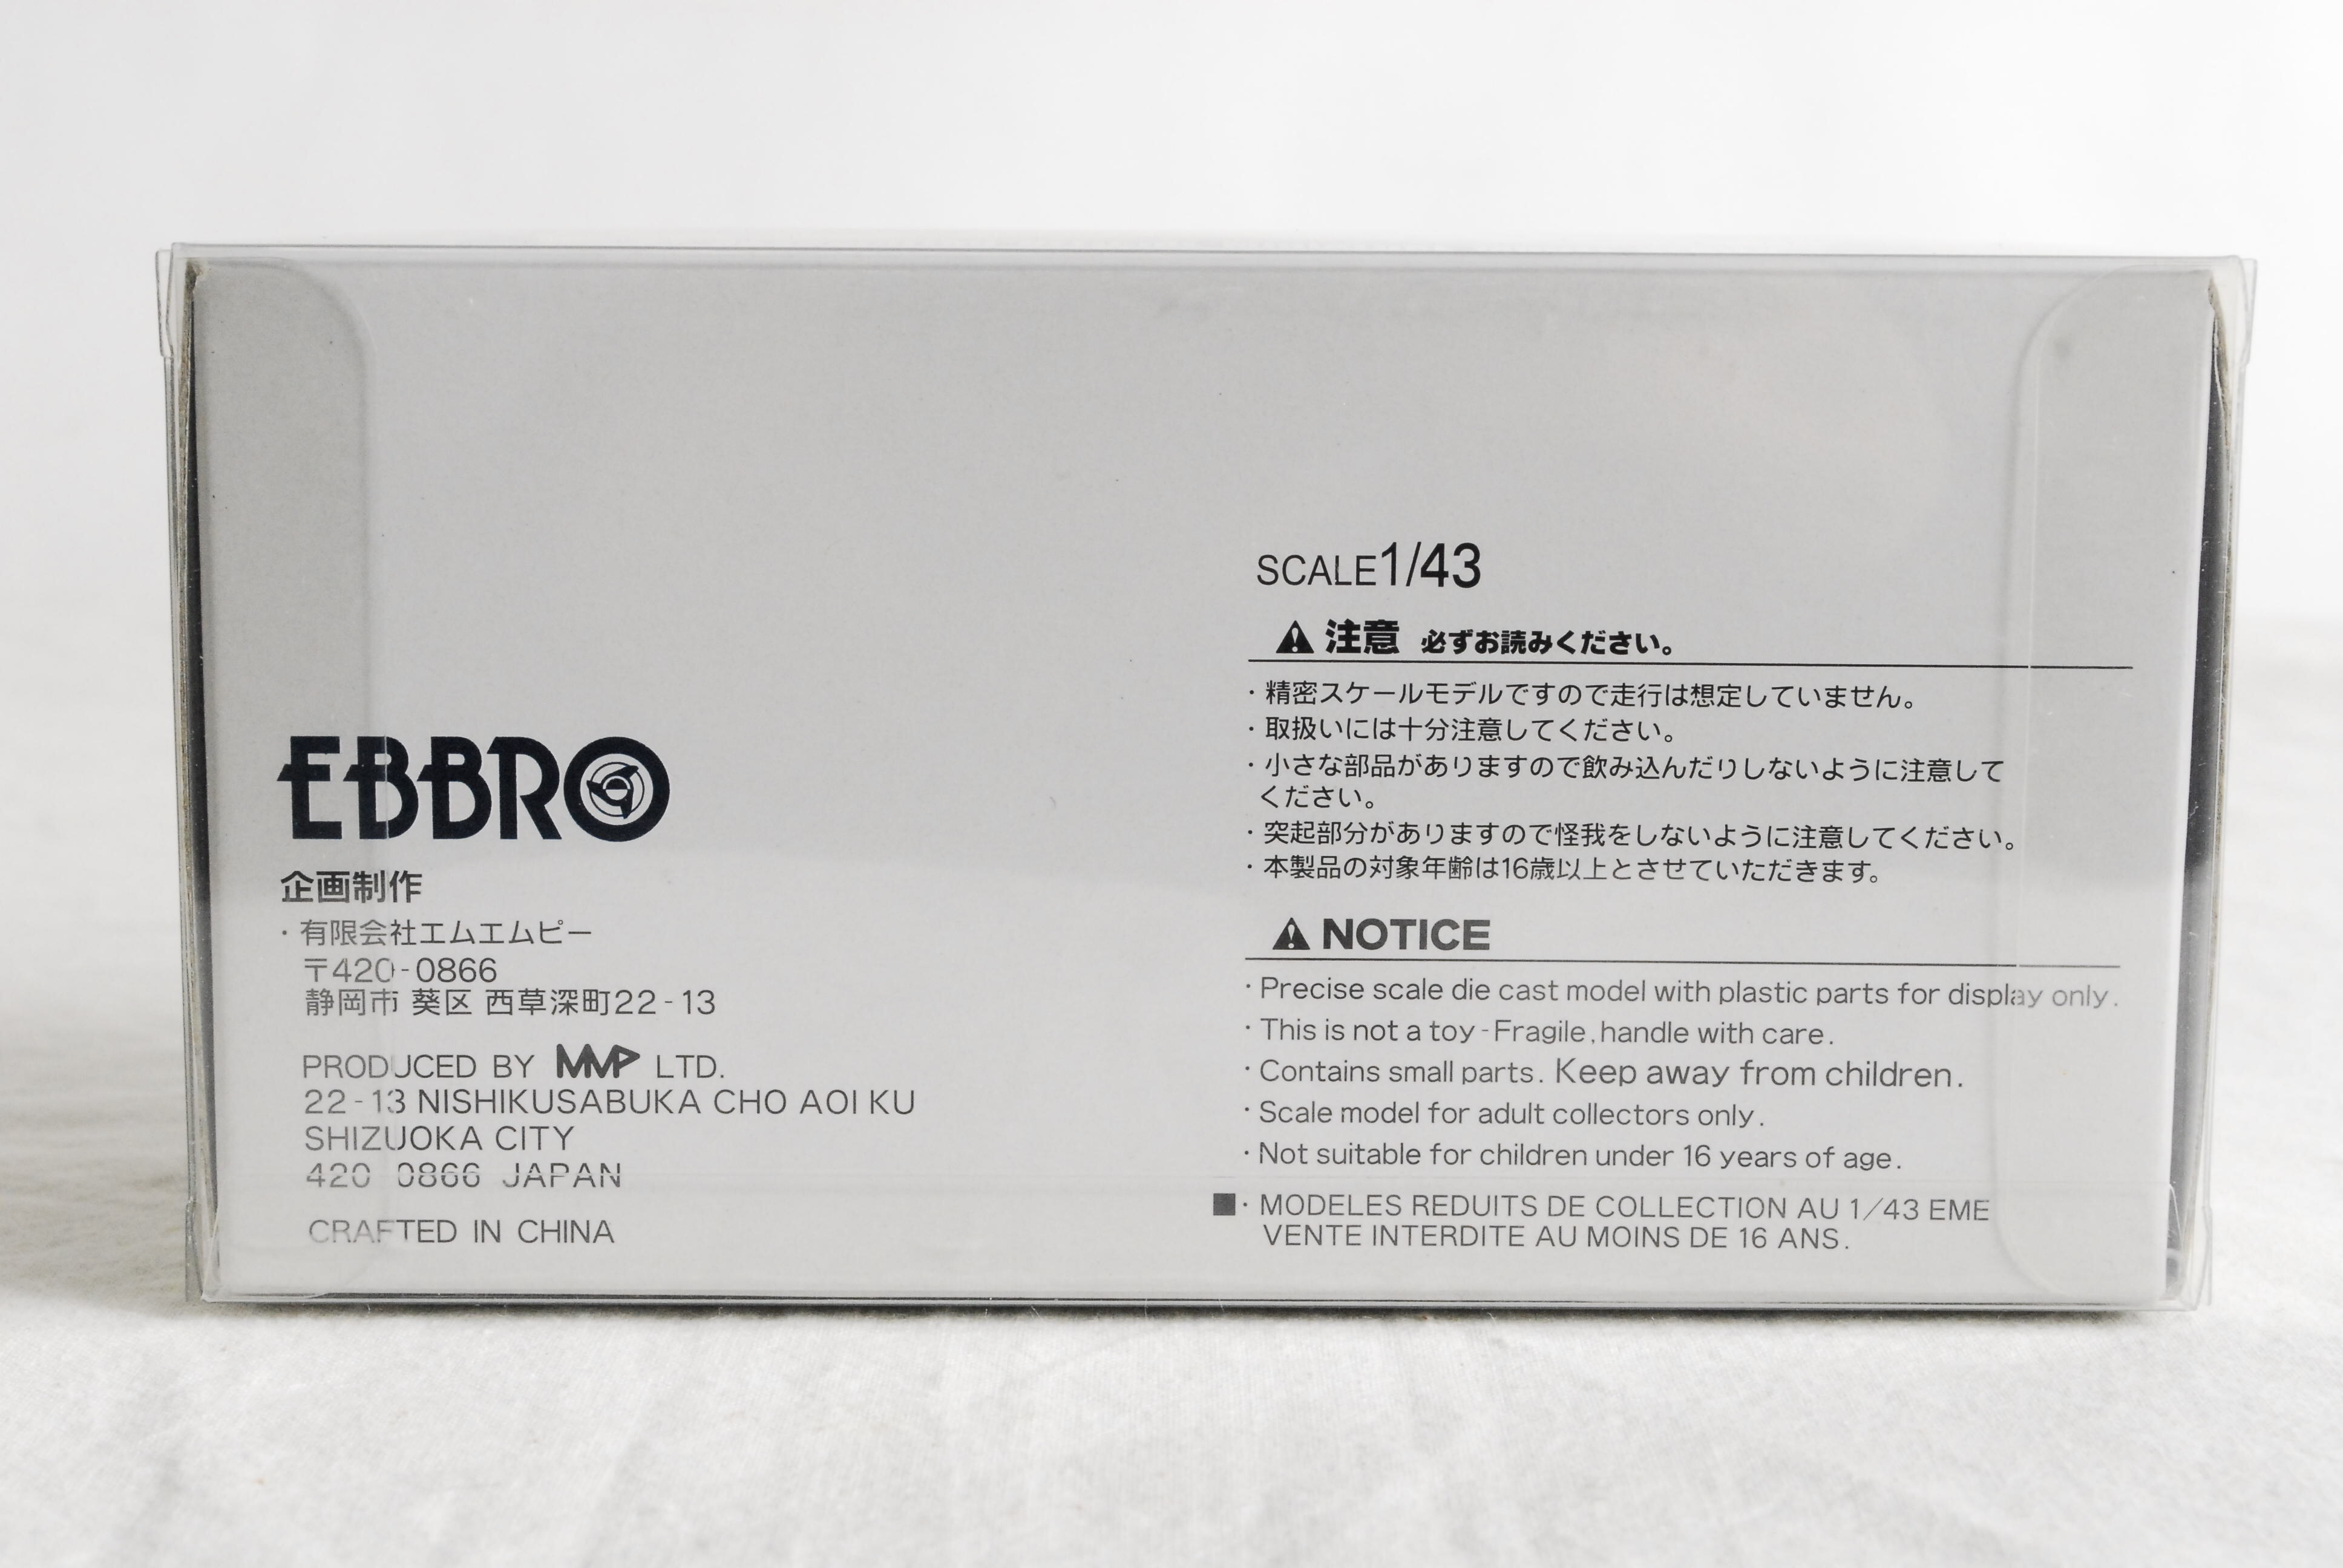 EBBRO
企画制作
・有限会社エムエムピー
〒420-0866
静岡市 葵区 西草深町22-13
PRODUCED BY MMP LTD.
22-13 NISHIKUSABUKA CHO AOI KU
SHIZUOKA CITY
420 0866 JAPAN
CRAFTED IN CHINA
SCALE1/43
注意 必ずお読みください。
・精密スケールモデルですので走行は想定していません。
・取扱いには十分注意してください。
・小さな部品がありますので飲み込んだりしないように注意して
ください。
・突起部分がありますので怪我をしないように注意してください。
・本製品の対象年齢は16歳以上とさせていただきます。
NOTICE
・Precise scale die cast model with plastic parts for display only.
・This is not a toy-Fragile, handle with care.
・Contains small parts. Keep away from children.
・Scale model for adult collectors only.
・Not suitable for children under 16 years of age.
■・MODELES REDUITS DE COLLECTION AU 1/43 EME
VENTE INTERDITE AU MOINS DE 16 ANS.